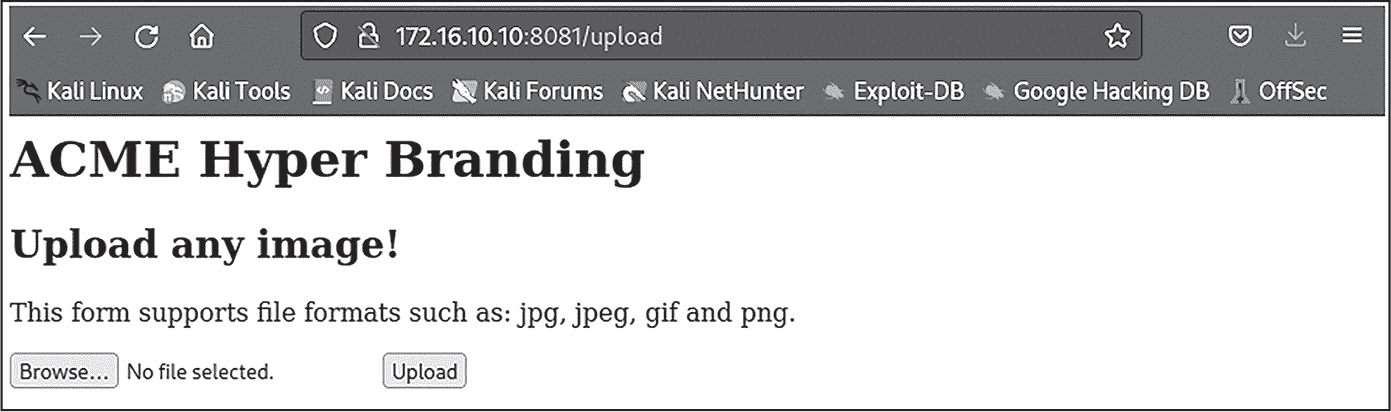 172.16.10.10:8081/upload
Kali Linux Kali Tools Kali Docs Kali Forums Kali NetHunter Exploit-DB Google Hacking DB OffSec
ACME Hyper Branding
Upload any image!
This form supports file formats such as: jpg, jpeg, gif and png.
Browse... No file selected. Upload